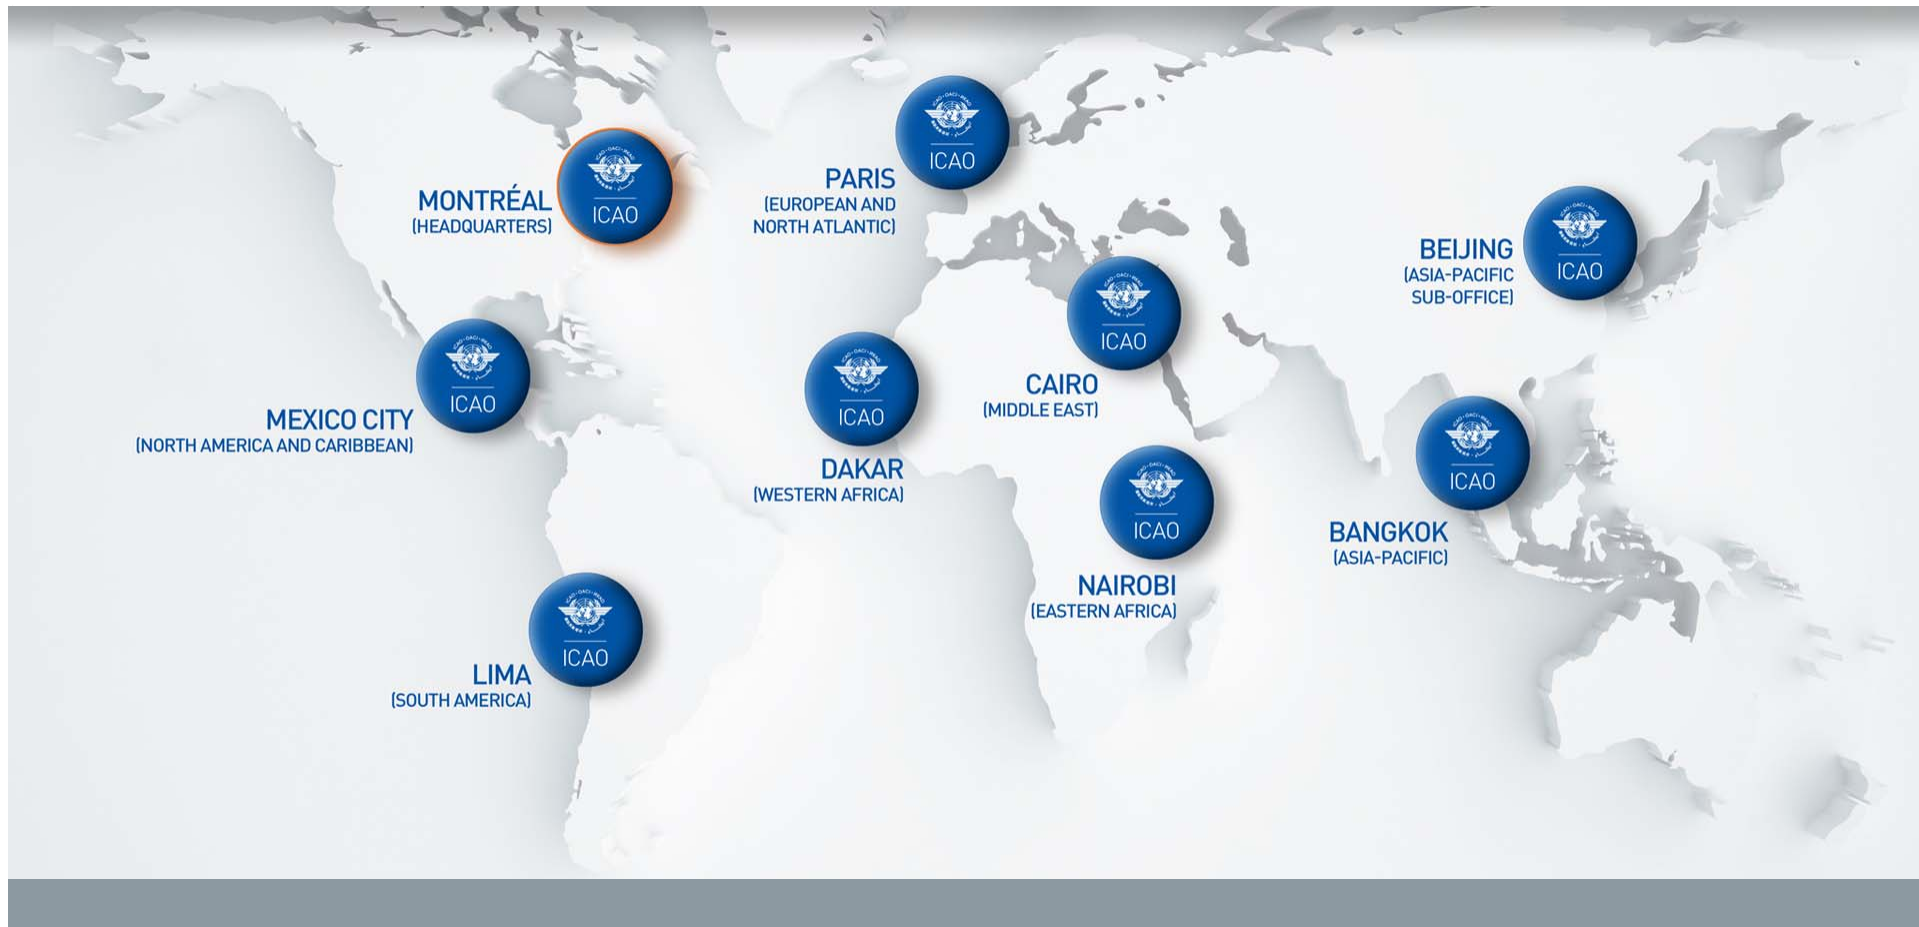 ICAO
PARIS
(EUROPEAN AND
NORTH ATLANTIC)
ICAO
MONTRÉAL
(HEADQUARTERS)
ICAO
BEIJING
(ASIA-PACIFIC
SUB-OFFICE)
ICAO
CAIRO
(MIDDLE EAST)
ICAO
MEXICO CITY
(NORTH AMERICA AND CARIBBEAN)
ICAO
DAKAR
(WESTERN AFRICA)
ICAO
BANGKOK
(ASIA-PACIFIC)
ICAO
NAIROBI
(EASTERN AFRICA)
ICAO
LIMA
(SOUTH AMERICA)